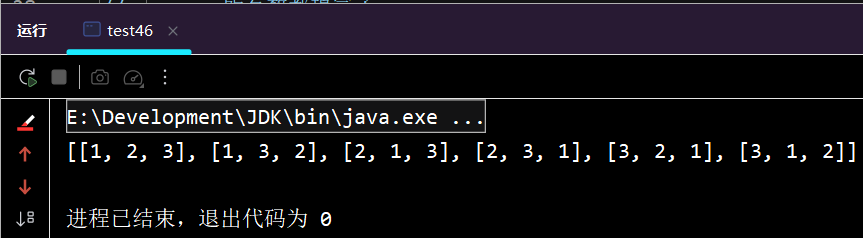 运行
test46
E:\Development\JDK\bin\java.exe ...
[[1, 2, 3], [1, 3, 2], [2, 1, 3], [2, 3, 1], [3, 2, 1], [3, 1, 2]]
进程已结束，退出代码为 0